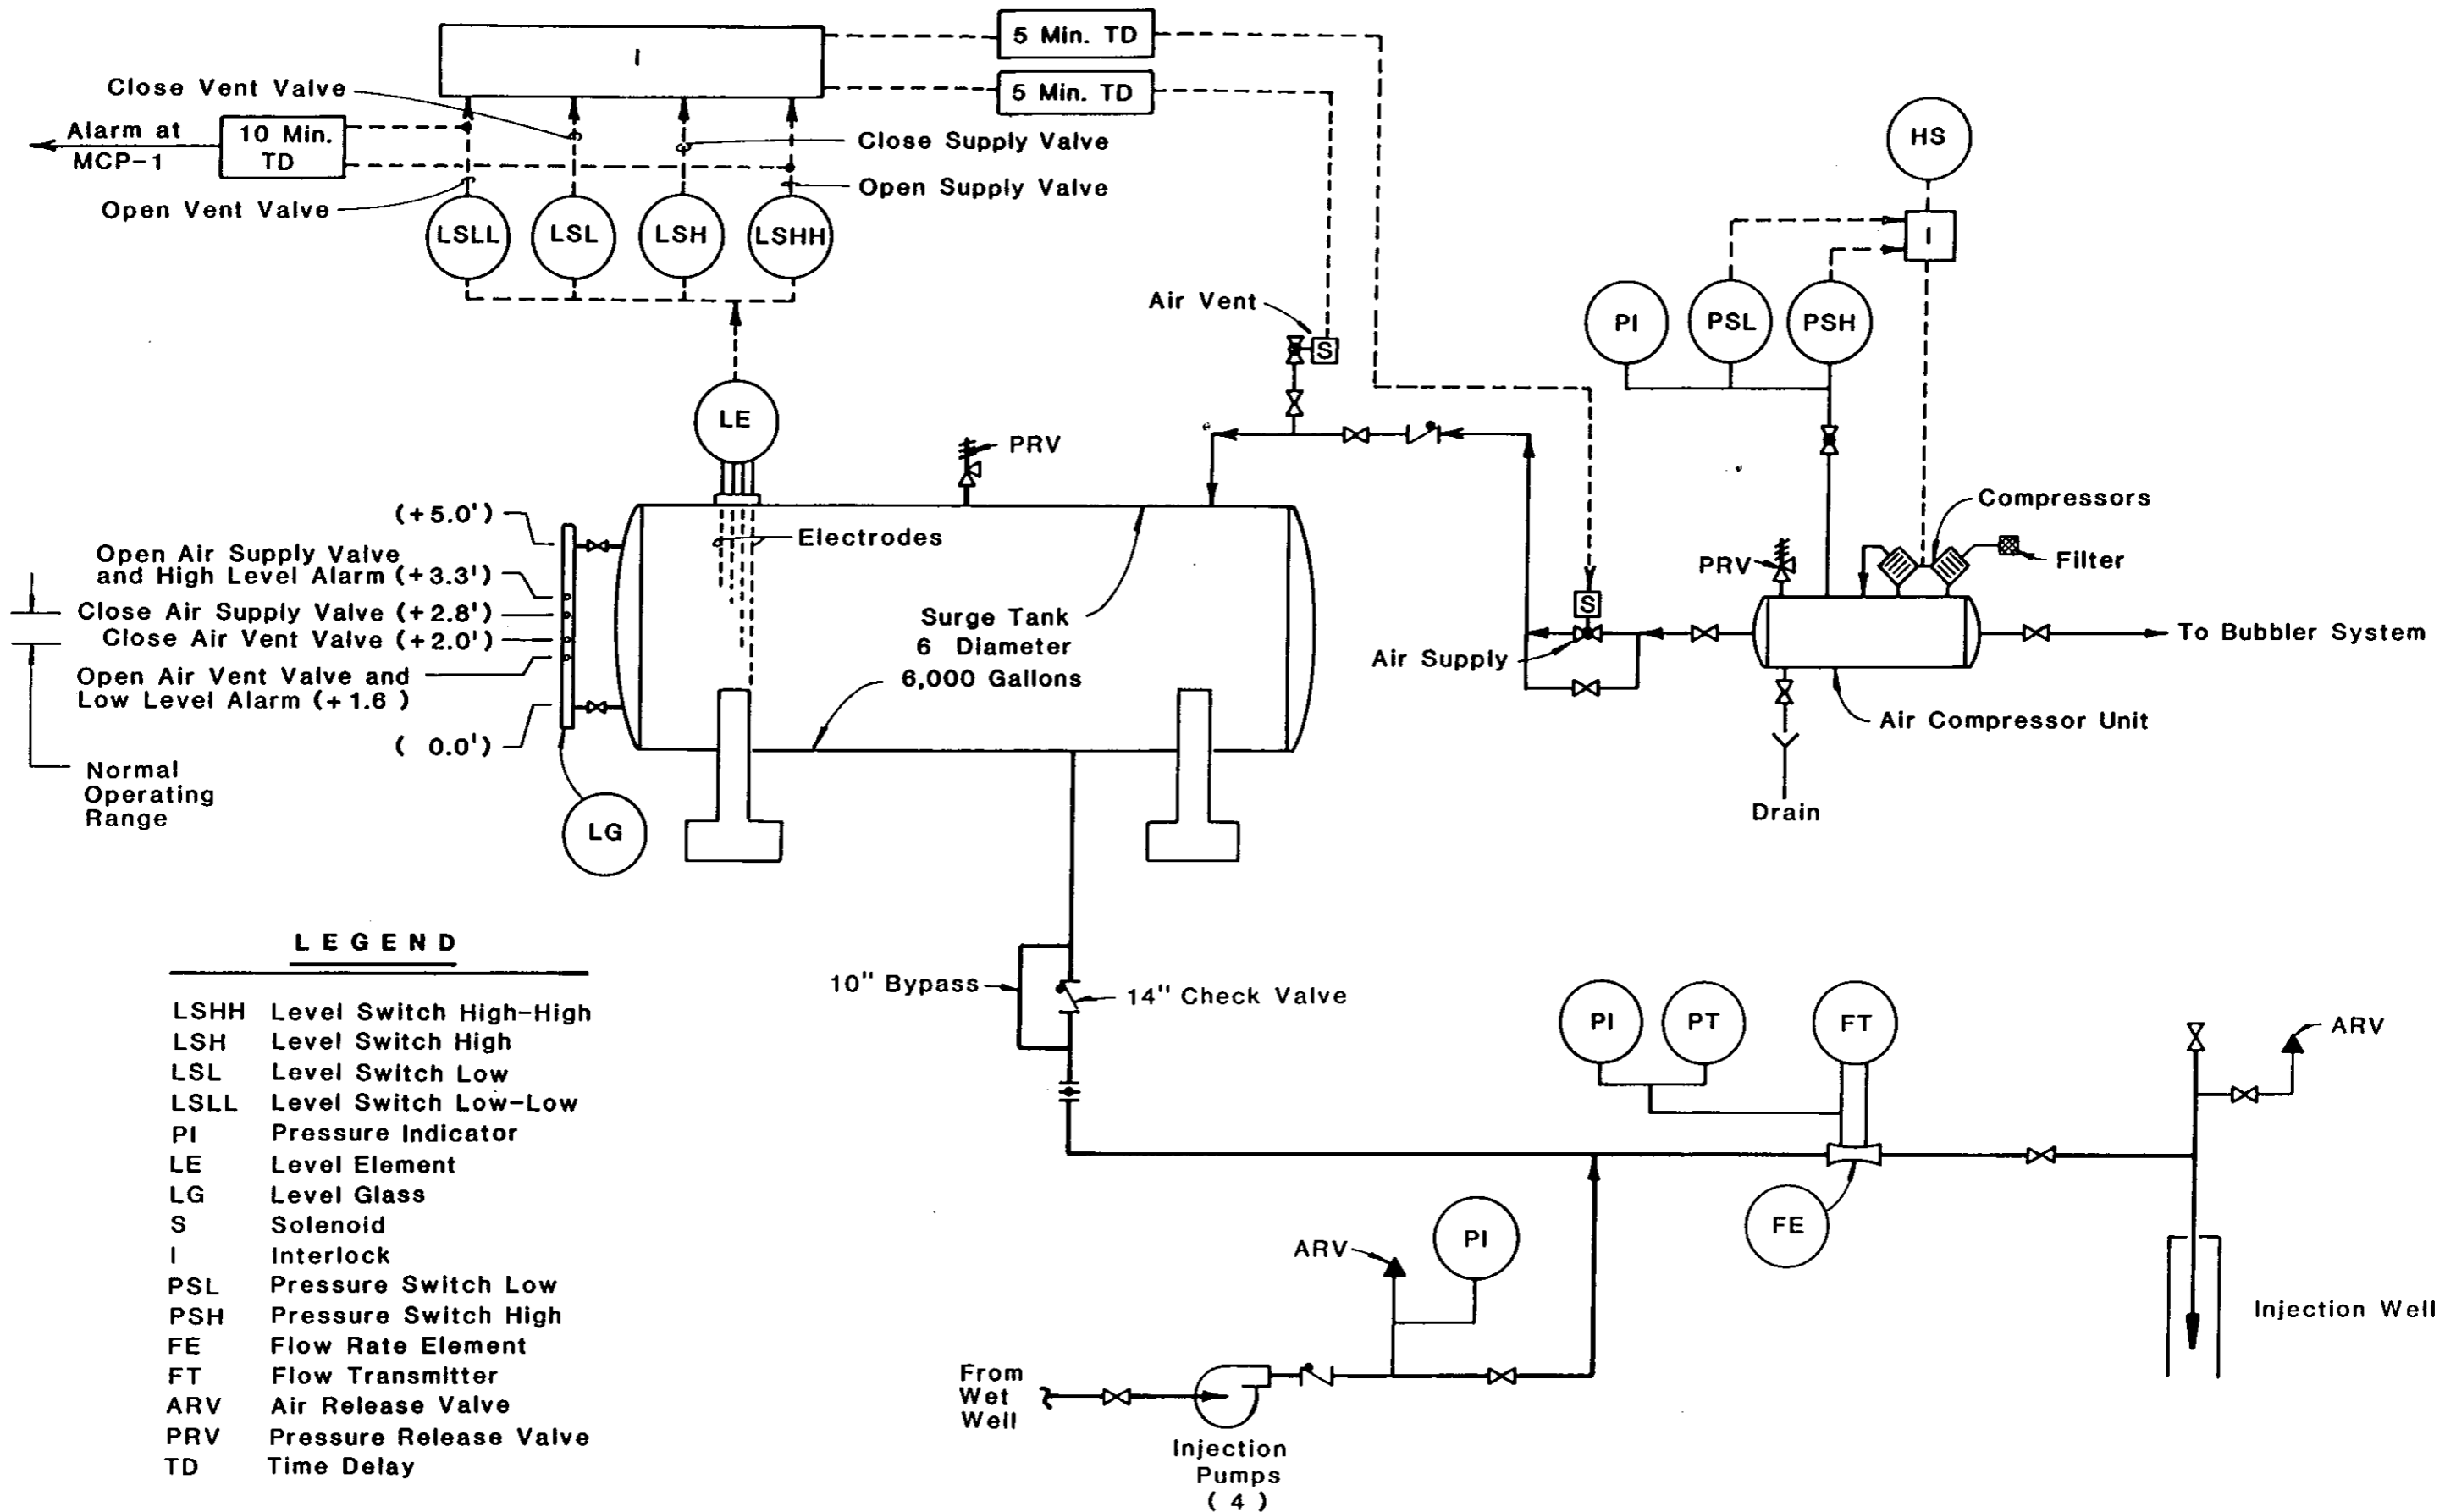 I
5 Min. TD
5 Min. TD
Close Vent Valve
Alarm at
MCP-1
10 Min.
TD
Open Vent Valve
Close Supply Valve
Open Supply Valve
LSLL
LSL
LSH
LSHH
HS
I
PI
PSL
PSH
Air Vent
S
LE
PRV
(+5.0')
Open Air Supply Valve
and High Level Alarm (+3.3')
Close Air Supply Valve (+2.8')
Close Air Vent Valve (+2.0')
Open Air Vent Valve and
Low Level Alarm (+1.6 )
( 0.0')
Normal
Operating
Range
LG
Electrodes
Surge Tank
6 Diameter
6,000 Gallons
S
Air Supply
PRV
Compressors
Filter
To Bubbler System
Air Compressor Unit
Drain
10" Bypass
14" Check Valve
PI
PT
FT
FE
ARV
Injection Well
ARV
PI
From
Wet
Well
Injection
Pumps
( 4 )
LEGEND
LSHH Level Switch High-High
LSH Level Switch High
LSL Level Switch Low
LSLL Level Switch Low-Low
PI Pressure Indicator
LE Level Element
LG Level Glass
S Solenoid
I Interlock
PSL Pressure Switch Low
PSH Pressure Switch High
FE Flow Rate Element
FT Flow Transmitter
ARV Air Release Valve
PRV Pressure Release Valve
TD Time Delay